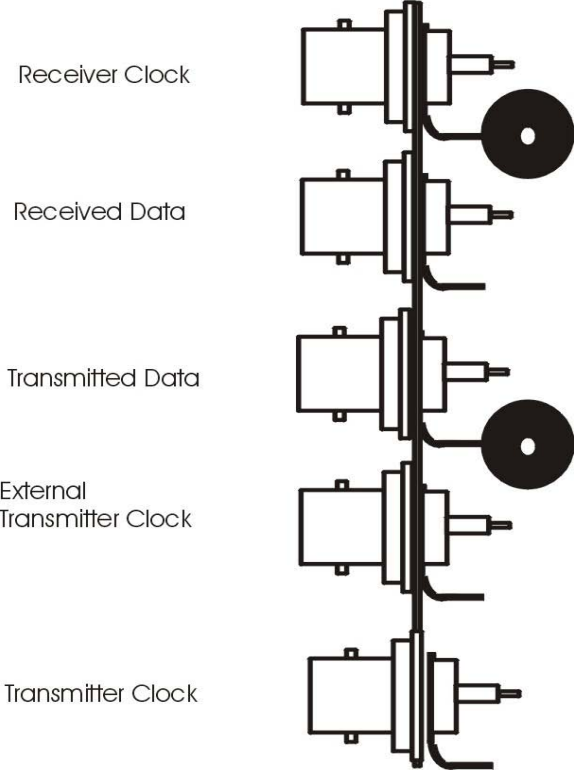 Receiver Clock
Received Data
Transmitted Data
External
Transmitter Clock
Transmitter Clock